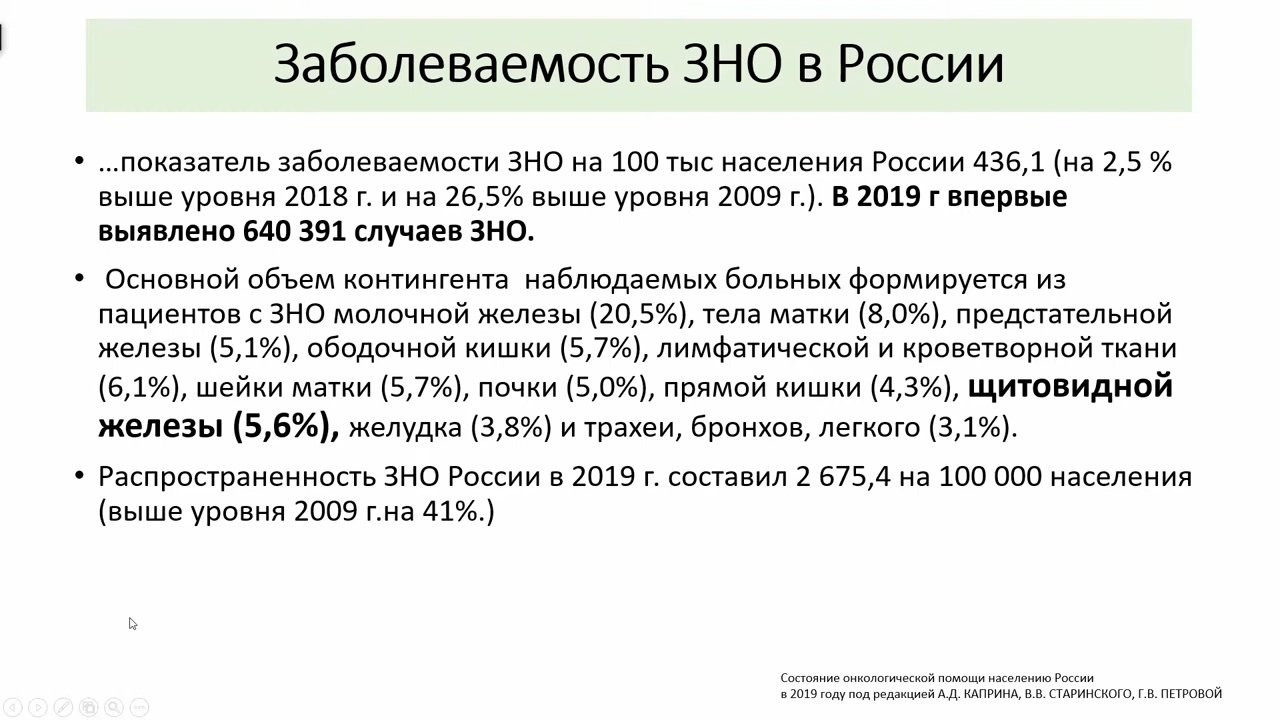 Заболеваемость ЗНО в России
• ...показатель заболеваемости ЗНО на 100 тыс населения России 436,1 (на 2,5 %
выше уровня 2018 г. и на 26,5% выше уровня 2009 г.). В 2019 г впервые
выявлено 640 391 случаев ЗНО.
• Основной объем контингента наблюдаемых больных формируется из
пациентов с ЗНО молочной железы (20,5%), тела матки (8,0%), предстательной
железы (5,1%), ободочной кишки (5,7%), лимфатической и кроветворной ткани
(6,1%), шейки матки (5,7%), почки (5,0%), прямой кишки (4,3%), щитовидной
железы (5,6%), желудка (3,8%) и трахеи, бронхов, легкого (3,1%).
• Распространенность ЗНО России в 2019 г. составил 2 675,4 на 100 000 населения
(выше уровня 2009 г.на 41%.)
Состояние онкологической помощи населению России
в 2019 году под редакцией А.Д. КАПРИНА, В.В. СТАРИНСКОГО, Г.В. ПЕТРОВОЙ